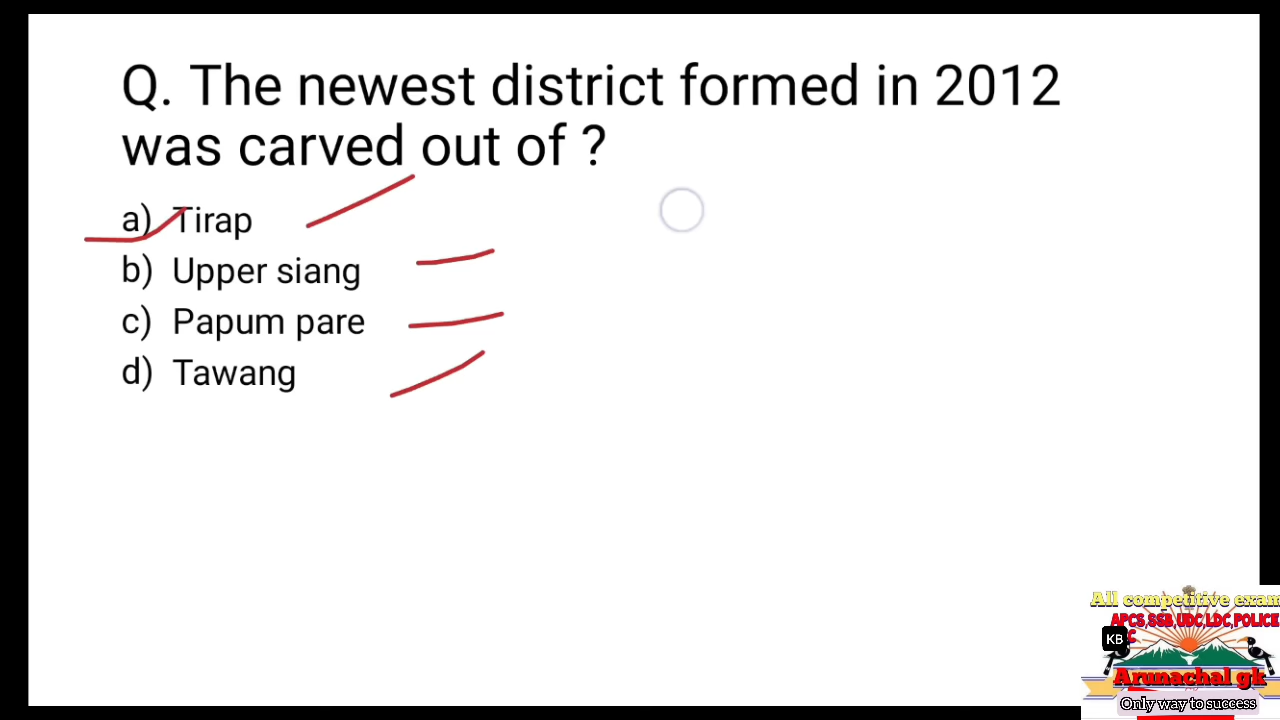 Q. The newest district formed in 2012
was carved out of ?
a) Tirap
b) Upper siang
c) Papum pare
d) Tawang
All competitive exam
APCS,SSB,UDC,LDC,POLICE
KB
Arunachal gk
Only way to success